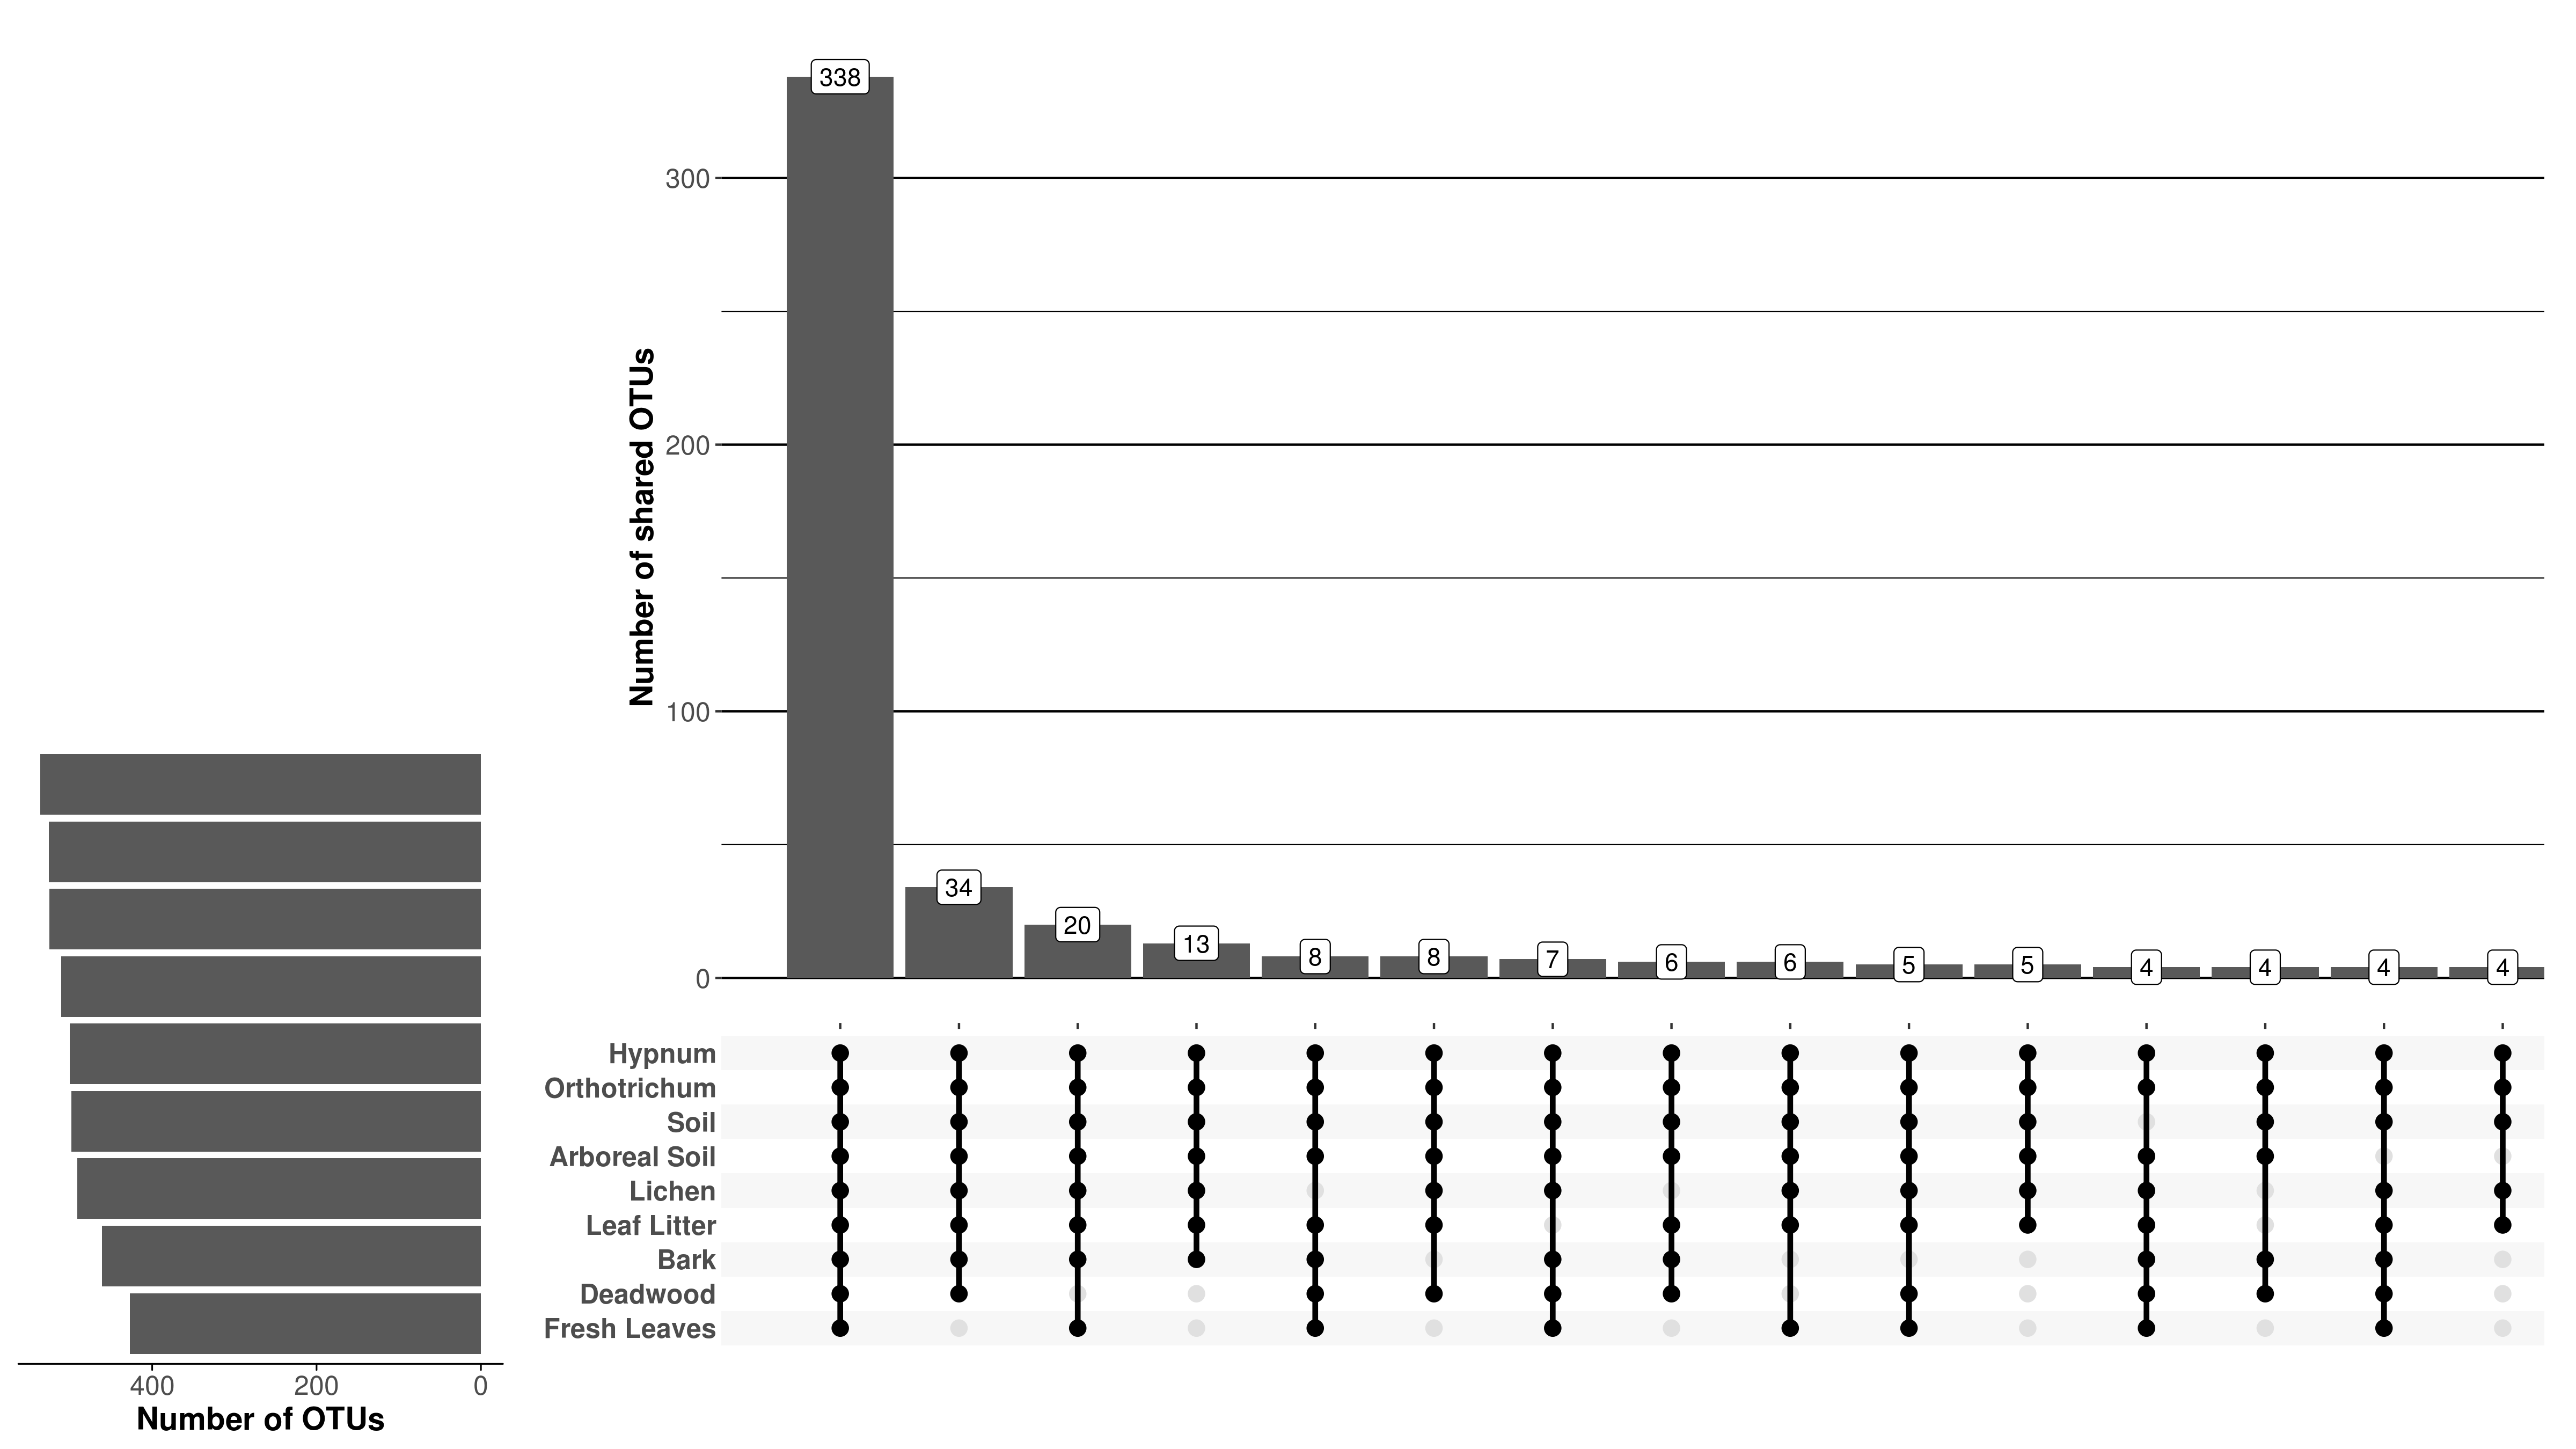 338
300
200
100
0
Number of shared OTUs
34
20
13
8
8
7
6
6
5
5
4
4
4
4
Hypnum
Orthotrichum
Soil
Arboreal Soil
Lichen
Leaf Litter
Bark
Deadwood
Fresh Leaves
400 200 0
Number of OTUs